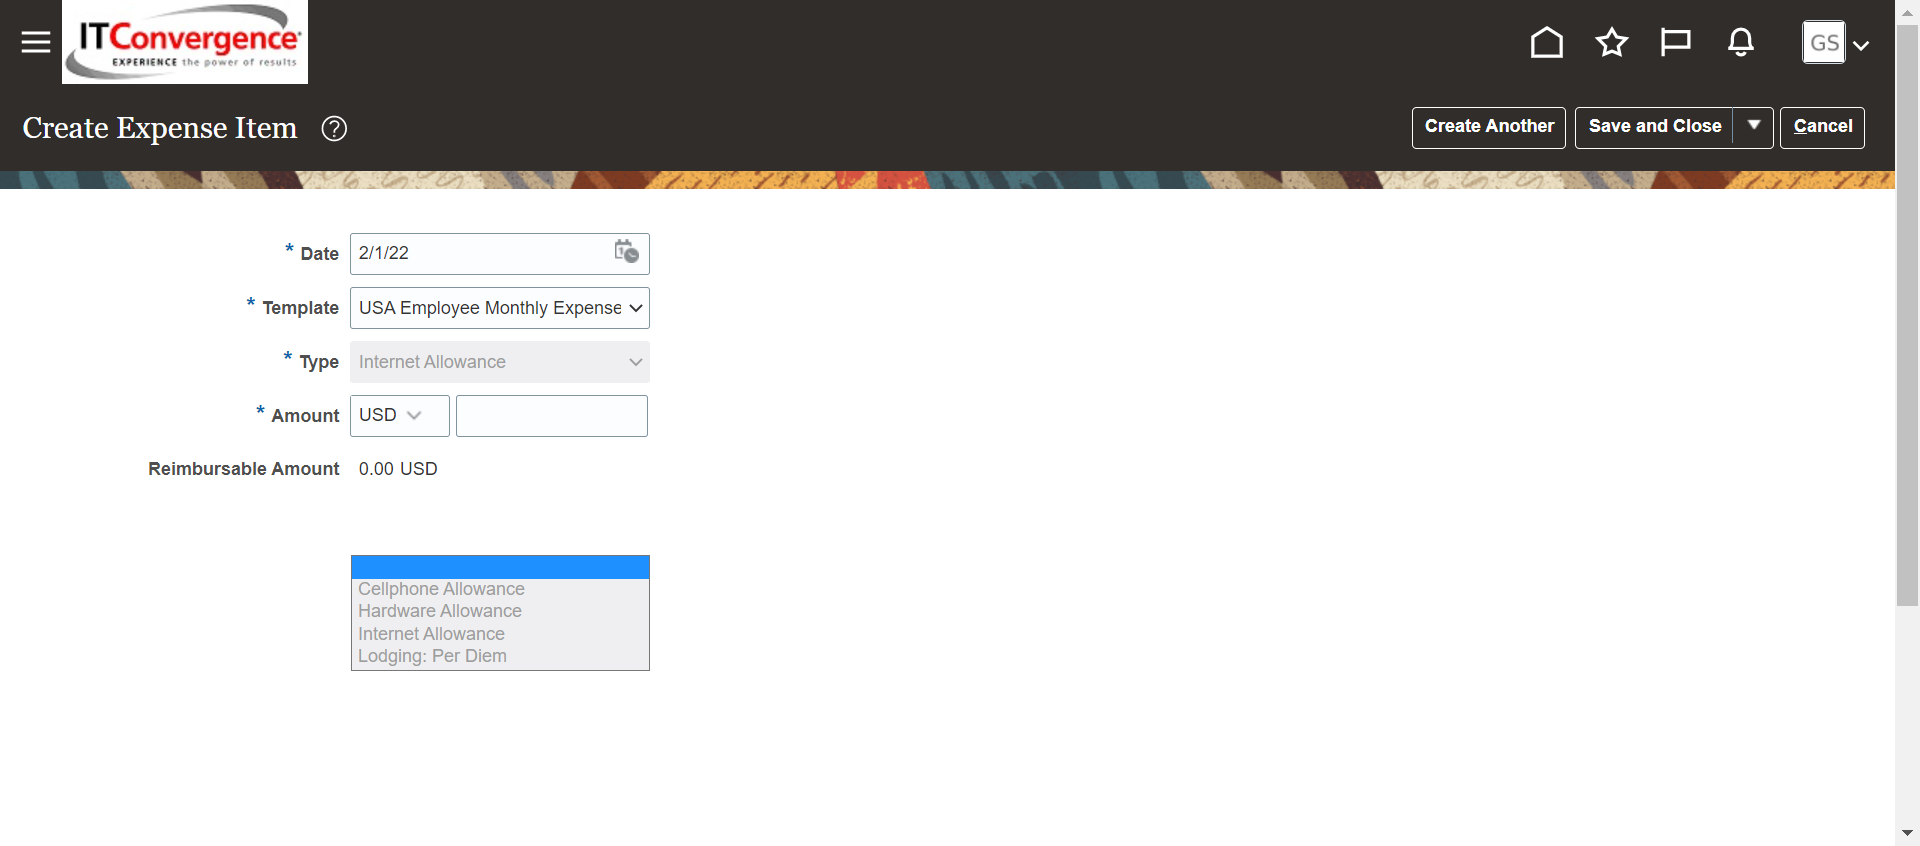 ITConvergence
EXPERIENCE the power of results
GS
Create Expense Item ?
Create Another
Save and Close
Cancel
* Date 2/1/22
* Template USA Employee Monthly Expense
* Type Internet Allowance
* Amount USD
Reimbursable Amount 0.00 USD
Cellphone Allowance
Hardware Allowance
Internet Allowance
Lodging: Per Diem